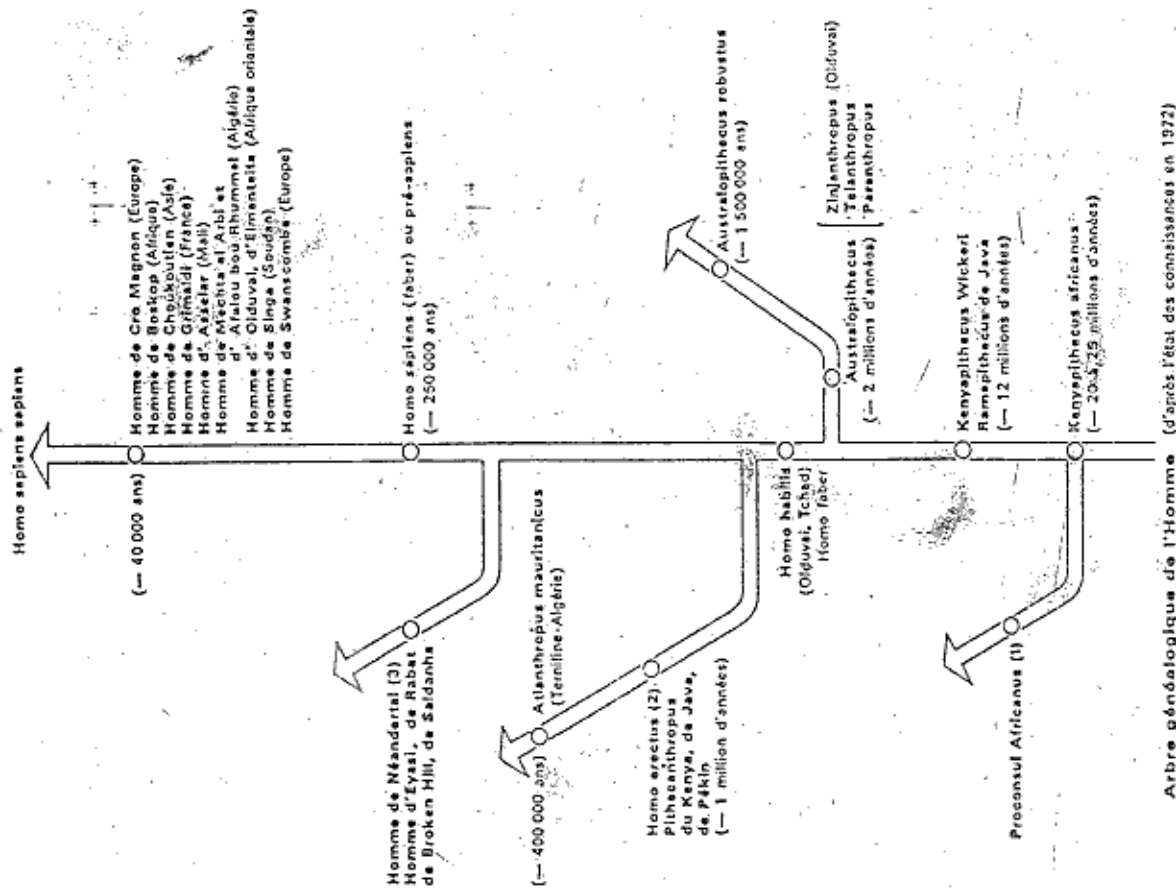 Homo sapiens sapiens
(— 40 000 ans)
Homme de Cro Magnon (Europe)
Homme de Boskop (Afrique)
Homme de Choukoutien (Asie)
Homme de Grimaldi (France)
Homme d'Asselar (Mali)
Homme de Mechta el Arbi et
d'Afalou bou Rhummel (Algérie)
Homme d'Olduvai, d'Elmenteita (Afrique orientale)
Homme de Singa (Soudan)
Homme de Swanscombe (Europe)
Homo sapiens (faber) ou pré-sapiens
(— 250 000 ans)
Homme de Néandertal (3)
Homme d'Eyasi, de Rabat
de Broken Hill, de Saldanha
(— 400 000 ans)
Atlanthropus mauritanicus
(Ternifine-Algérie)
Homo erectus (2)
Pithecanthropus
du Kenya, de Java,
de Pékin
(— 1 million d'années)
Australopithecus robustus
(— 1 500 000 ans)
Australopithecus
(— 2 millions d'années)
Zinjanthropus (Olduvai)
Telanthropus
Paranthropus
Homo habilis
(Olduvai, Tchad)
Homo faber
Kenyapithecus Wickeri
Ramapithecus de Java
(— 12 millions d'années)
Kenyapithecus africanus
(— 20 à 25 millions d'années)
Proconsul Africanus (1)
Arbre généalogique de l'Homme (d'après l'état des connaissances en 1972)